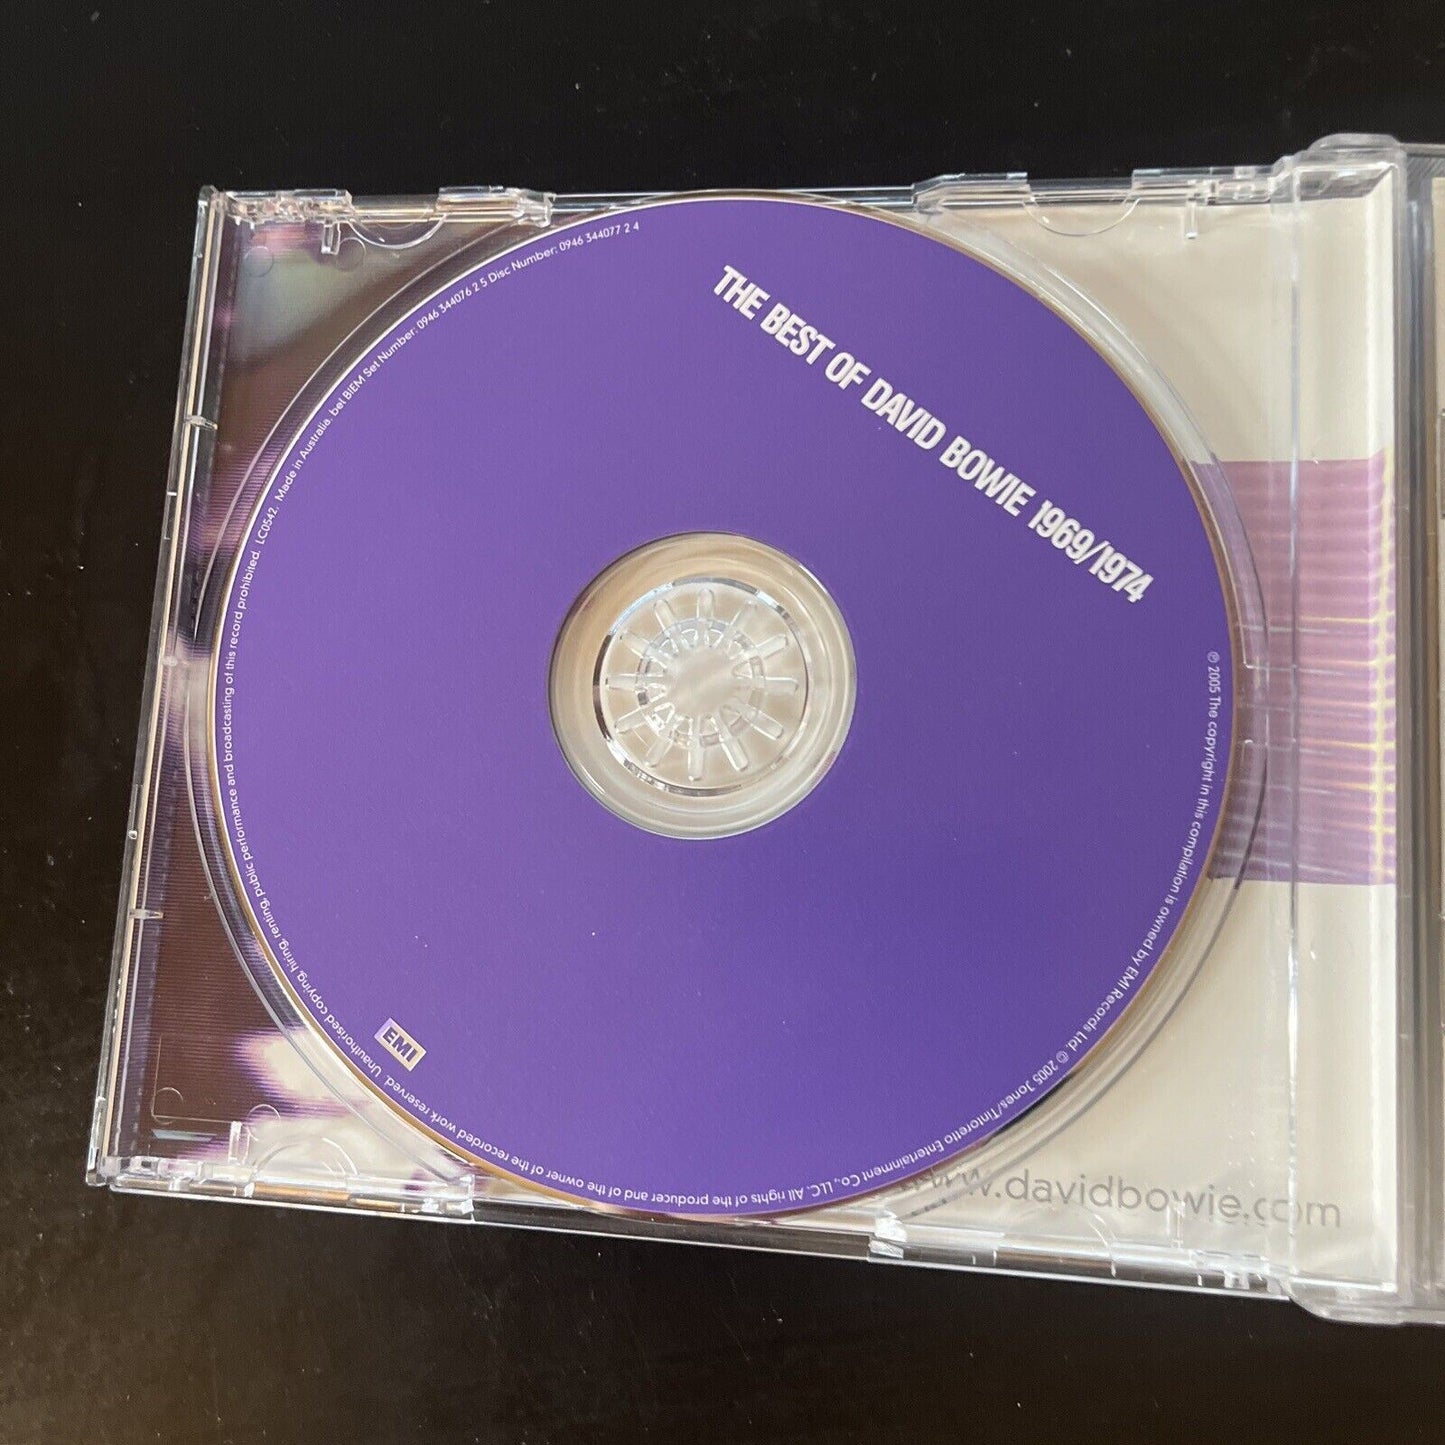 THE BEST OF DAVID BOWIE 1969/1974
℗ 2005 The copyright in this compilation is owned by EMI Records Ltd. © 2005 Jones/Tintoretto Entertainment Co., LLC. All rights of the producer and of the owner of the recorded work reserved. Unauthorised copying, hiring, renting, public performance and broadcasting of this record prohibited. LC0542. Made in Australia. bel BIEM Set Number: 0946 344076 2 5 Disc Number: 0946 344077 2 4
EMI
www.davidbowie.com